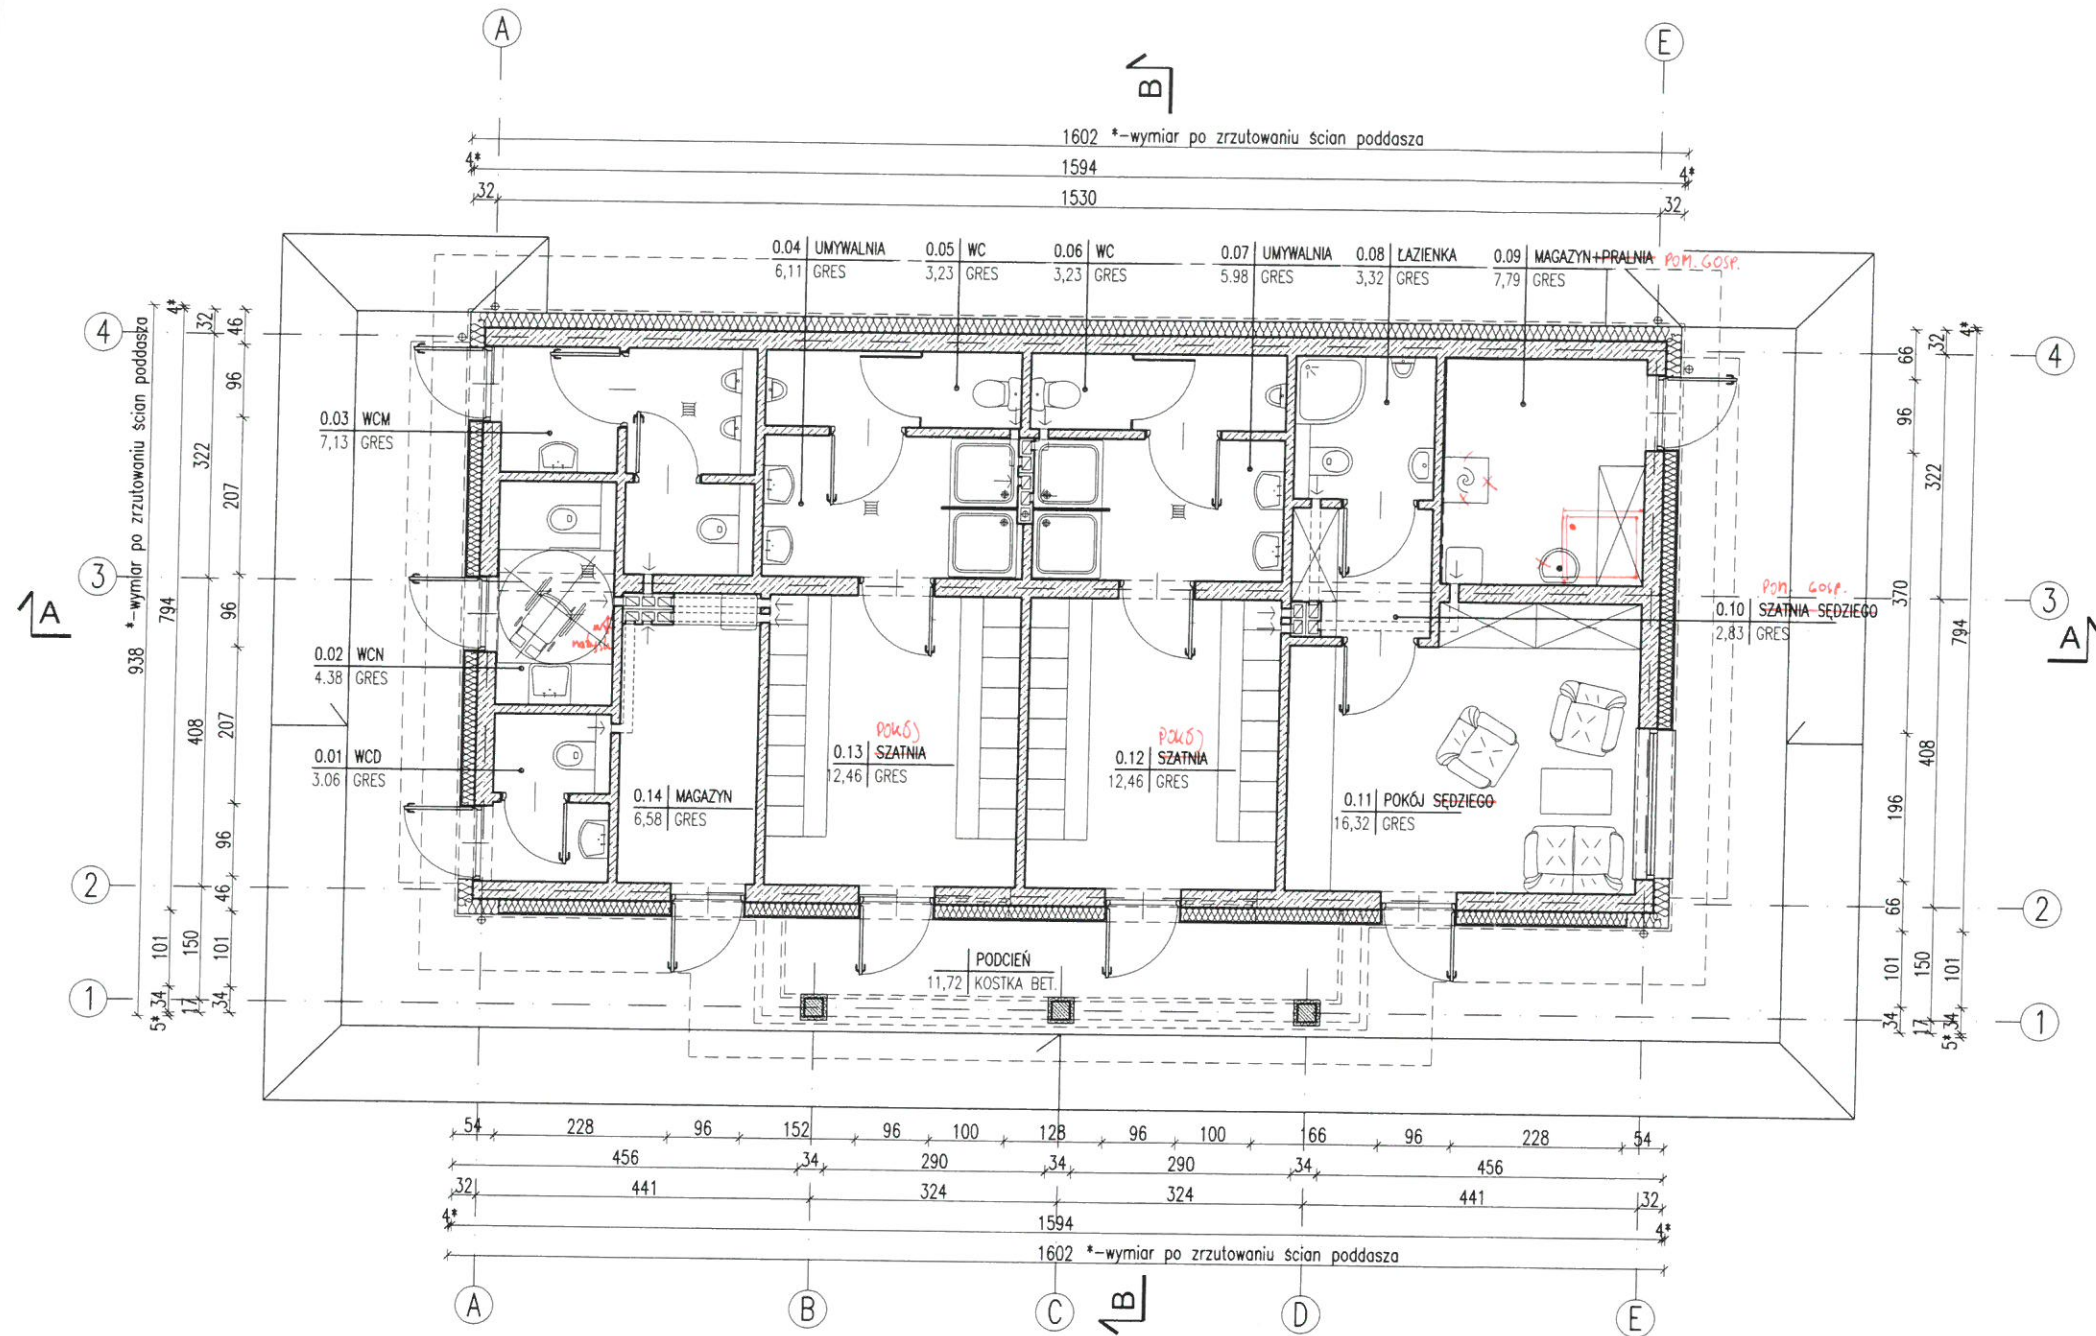 A
E
B
1602 *-wymiar po zrzutowaniu ścian poddasza
4*
1594
4*
32
1530
32
0.04 UMYWALNIA
6,11 GRES
0.05 WC
3,23 GRES
0.06 WC
3,23 GRES
0.07 UMYWALNIA
5.98 GRES
0.08 ŁAZIENKA
3,32 GRES
0.09 MAGAZYN+PRALNIA POM. GOSP.
7,79 GRES
4
4
3
3
2
2
1
1
A
A
938 *-wymiar po zrzutowaniu ścian poddasza
4*
794
101
34
5*
32
322
408
150
17
46
96
207
96
207
96
46
101
34
0.03 WCM
7,13 GRES
0.02 WCN
4.38 GRES
0.01 WCD
3.06 GRES
POM. GOSP.
0.10 SZATNIA SĘDZIEGO
2,83 GRES
POKÓJ
0.13 SZATNIA
12,46 GRES
POKÓJ
0.12 SZATNIA
12,46 GRES
0.14 MAGAZYN
6,58 GRES
0.11 POKÓJ SĘDZIEGO
16,32 GRES
PODCIEŃ
11,72 KOSTKA BET.
66
96
322
370
196
66
101
34
32
408
150
17
4*
794
101
34
5*
54
228
96
152
96
100
128
96
100
166
96
228
54
456
34
290
34
290
34
456
32
441
324
324
441
32
4*
1594
4*
1602 *-wymiar po zrzutowaniu ścian poddasza
A
B
C
B
D
E